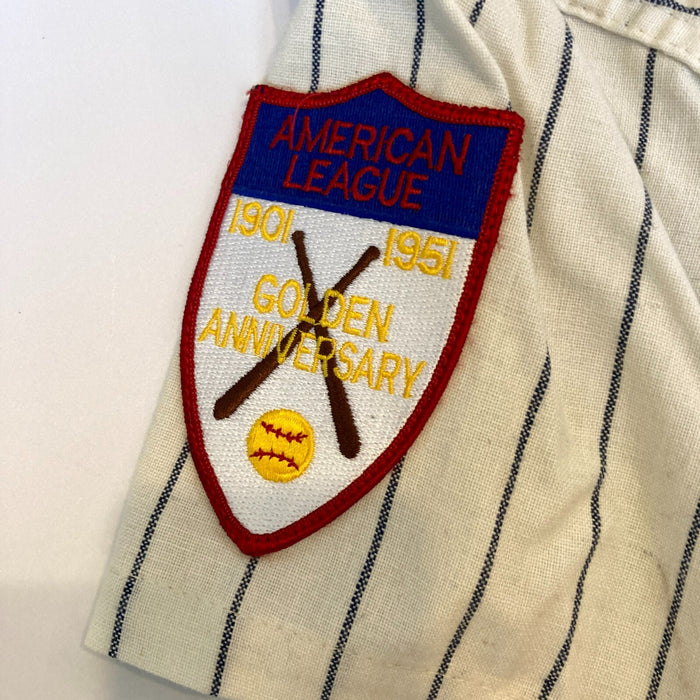 AMERICAN
LEAGUE
1901 1951
GOLDEN
ANNIVERSARY